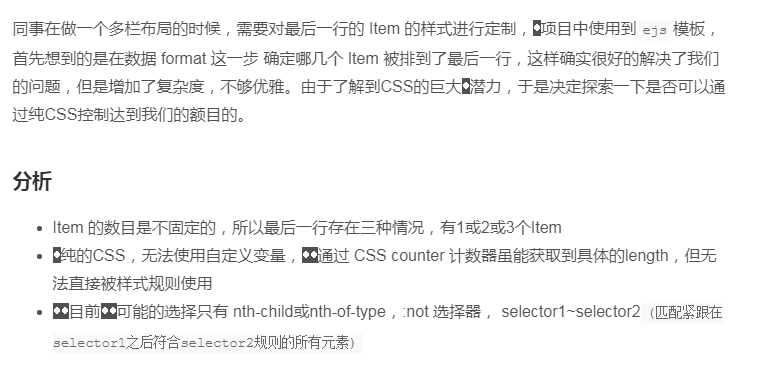 同事在做一个多栏布局的时候，需要对最后一行的 Item 的样式进行定制，�项目中使用到 ejs 模板，
首先想到的是在数据 format 这一步 确定哪几个 Item 被排到了最后一行，这样确实很好的解决了我们
的问题，但是增加了复杂度，不够优雅。由于了解到CSS的巨大�潜力，于是决定探索一下是否可以通
过纯CSS控制达到我们的额目的。
分析
Item 的数目是不固定的，所以最后一行存在三种情况，有1或2或3个Item
�纯的CSS，无法使用自定义变量，��通过 CSS counter 计数器虽能获取到具体的length，但无
法直接被样式规则使用
��目前��可能的选择只有 nth-child或nth-of-type，:not 选择器， selector1~selector2（匹配紧跟在
selector1之后符合selector2规则的所有元素）